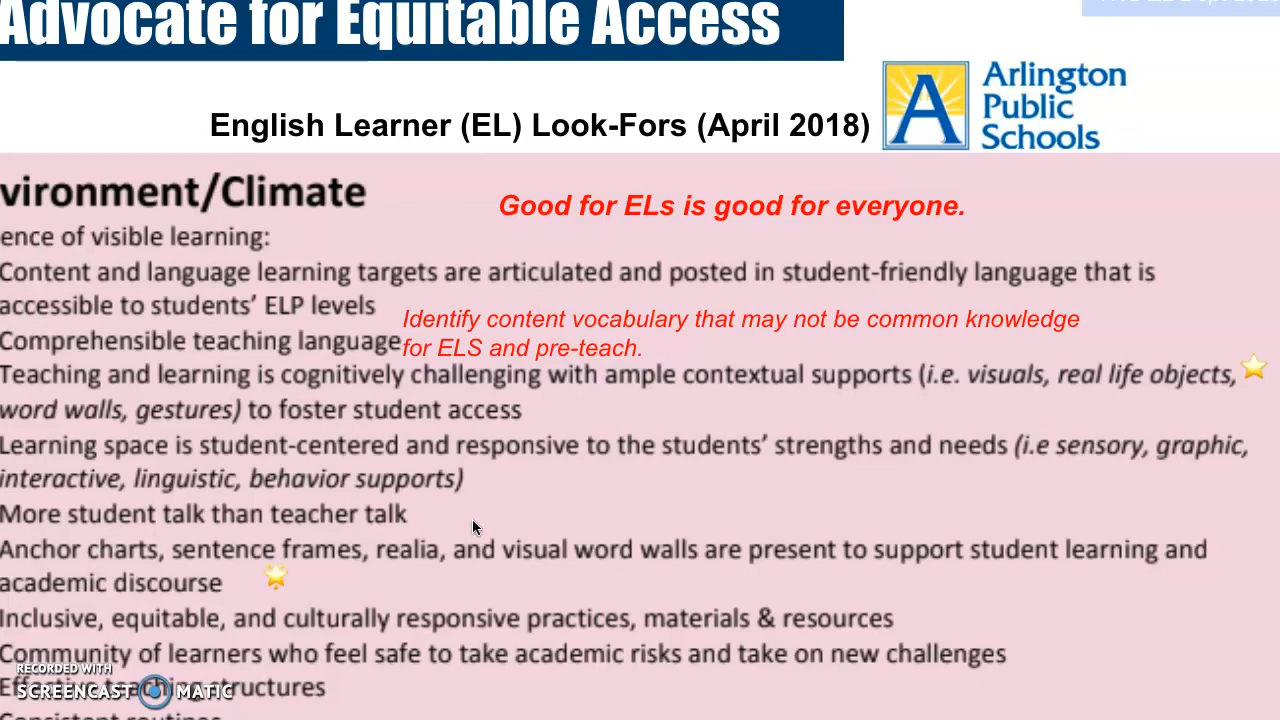 Advocate for Equitable Access
Arlington
Public
Schools
English Learner (EL) Look-Fors (April 2018)
vironment/Climate
Good for ELs is good for everyone.
ence of visible learning:
Content and language learning targets are articulated and posted in student-friendly language that is
accessible to students’ ELP levels
Identify content vocabulary that may not be common knowledge
Comprehensible teaching language
for ELS and pre-teach.
Teaching and learning is cognitively challenging with ample contextual supports (i.e. visuals, real life objects,
word walls, gestures) to foster student access
Learning space is student-centered and responsive to the students’ strengths and needs (i.e sensory, graphic,
interactive, linguistic, behavior supports)
More student talk than teacher talk
Anchor charts, sentence frames, realia, and visual word walls are present to support student learning and
academic discourse
Inclusive, equitable, and culturally responsive practices, materials & resources
Community of learners who feel safe to take academic risks and take on new challenges
Effective teaching structures
Consistent routines
RECORDED WITH
SCREENCAST MATIC